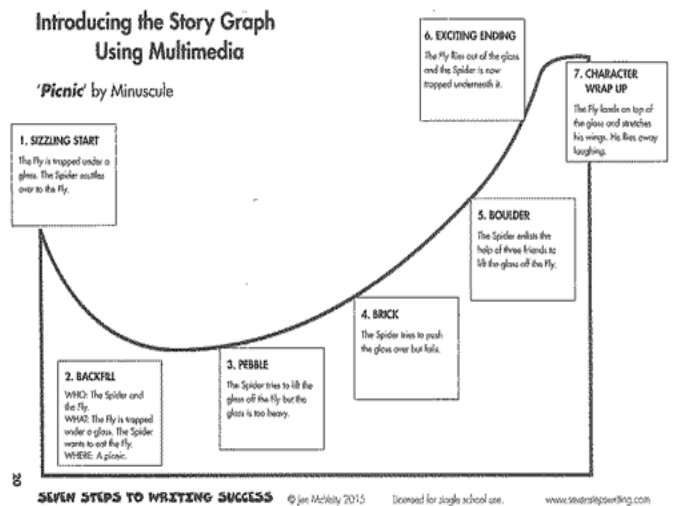 Introducing the Story Graph
Using Multimedia
'Picnic' by Minuscule
1. SIZZLING START
The Fly is trapped under a
glass. The Spider scuttles
over to the Fly.
2. BACKFILL
WHO: The Spider and
the Fly.
WHAT: The Fly is trapped
under a glass. The Spider
wants to eat the Fly.
WHERE: A picnic.
3. PEBBLE
The Spider tries to lift the
glass off the Fly but the
glass is too heavy.
4. BRICK
The Spider tries to push
the glass over but fails.
5. BOULDER
The Spider enlists the
help of three friends to
lift the glass off the Fly.
6. EXCITING ENDING
The Fly flies out of the glass
and the Spider is now
trapped underneath it.
7. CHARACTER
WRAP UP
The Fly lands on top of
the glass and stretches
his wings. He flies away
laughing.
20
SEVEN STEPS TO WRITING SUCCESS © Jen McVeity 2015 Licensed for single school use. www.sevenstepswriting.com